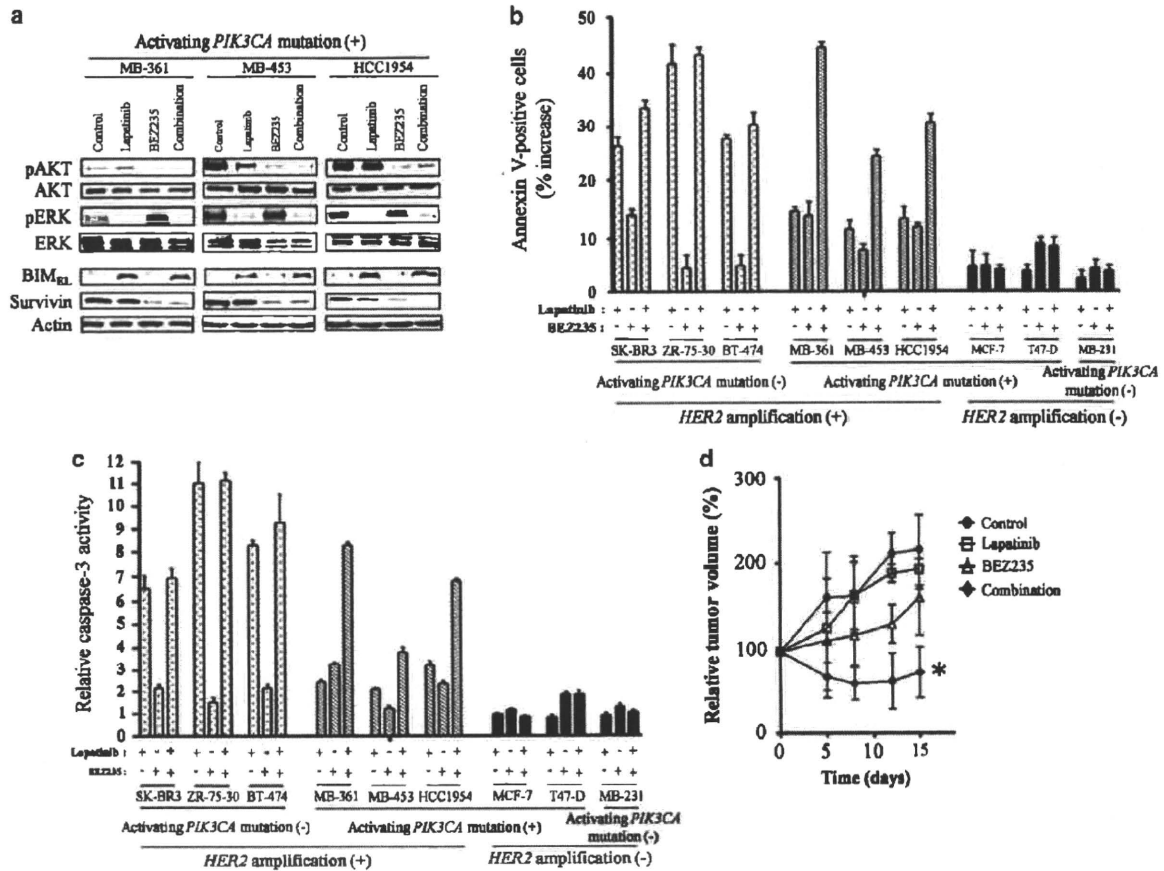 a
Activating PIK3CA mutation (+)
MB-361 MB-453 HCC1954
Control Lapatinib BEZ235 Combination Control Lapatinib BEZ235 Combination Control Lapatinib BEZ235 Combination
pAKT
AKT
pERK
ERK
BIMEL
Survivin
Actin
b
Annexin V-positive cells
(% increase)
50
40
30
20
10
0
Lapatinib : + - + + - + + - + + - + + - + + - + + - + + - + + - +
BEZ235 : - + + - + + - + + - + + - + + - + + - + + - + + - + +
SK-BR3 ZR-75-30 BT-474 MB-361 MB-453 HCC1954 MCF-7 T47-D MB-231
Activating PIK3CA mutation (-) Activating PIK3CA mutation (+) Activating PIK3CA
mutation (-)
HER2 amplification (+) HER2 amplification (-)
c
Relative caspase-3 activity
12
11
10
9
8
7
6
5
4
3
2
1
0
Lapatinib : + - + + - + + - + + - + + - + + - + + - + + - + + - +
BEZ235 : - + + - + + - + + - + + - + + - + + - + + - + + - + +
SK-BR3 ZR-75-30 BT-474 MB-361 MB-453 HCC1954 MCF-7 T47-D MB-231
Activating PIK3CA mutation (-) Activating PIK3CA mutation (+) Activating PIK3CA
mutation (-)
HER2 amplification (+) HER2 amplification (-)
d
Relative tumor volume (%)
300
200
100
0
0 5 10 15
Time (days)
Control
Lapatinib
BEZ235
Combination
*